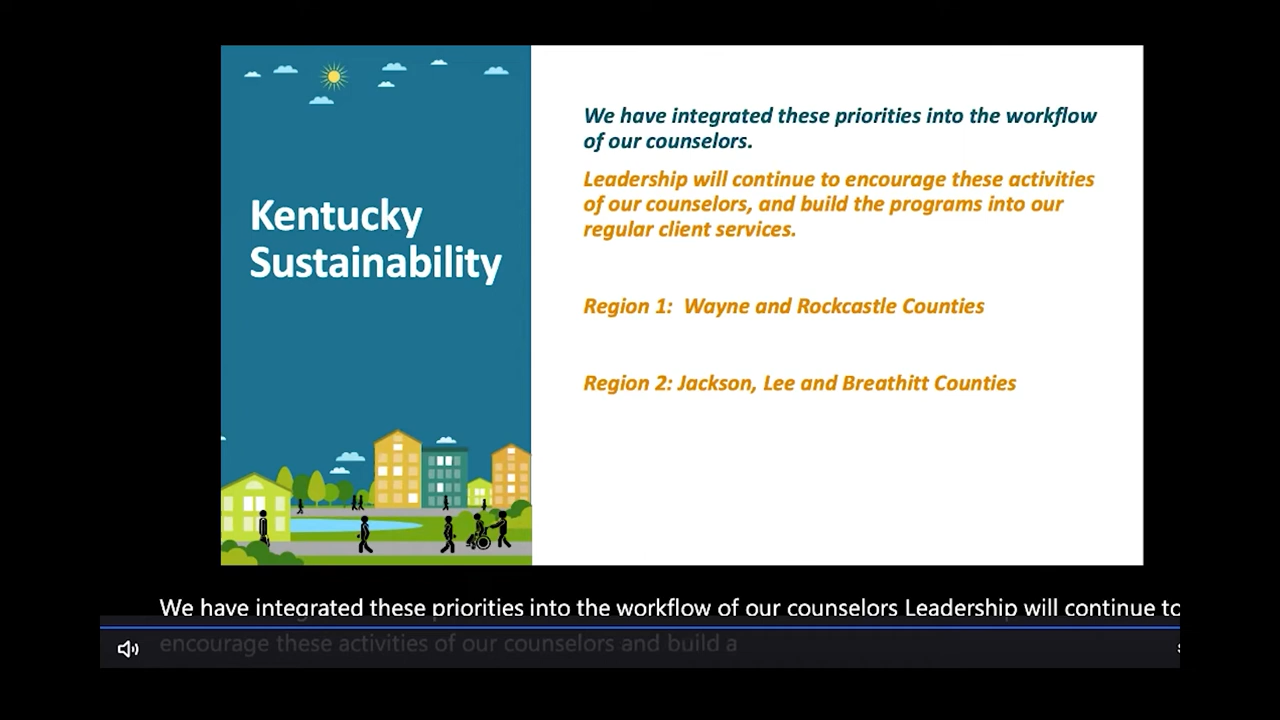 Kentucky
Sustainability
We have integrated these priorities into the workflow
of our counselors.
Leadership will continue to encourage these activities
of our counselors, and build the programs into our
regular client services.
Region 1:  Wayne and Rockcastle Counties
Region 2: Jackson, Lee and Breathitt Counties
We have integrated these priorities into the workflow of our counselors Leadership will continue to
encourage these activities of our counselors and build a